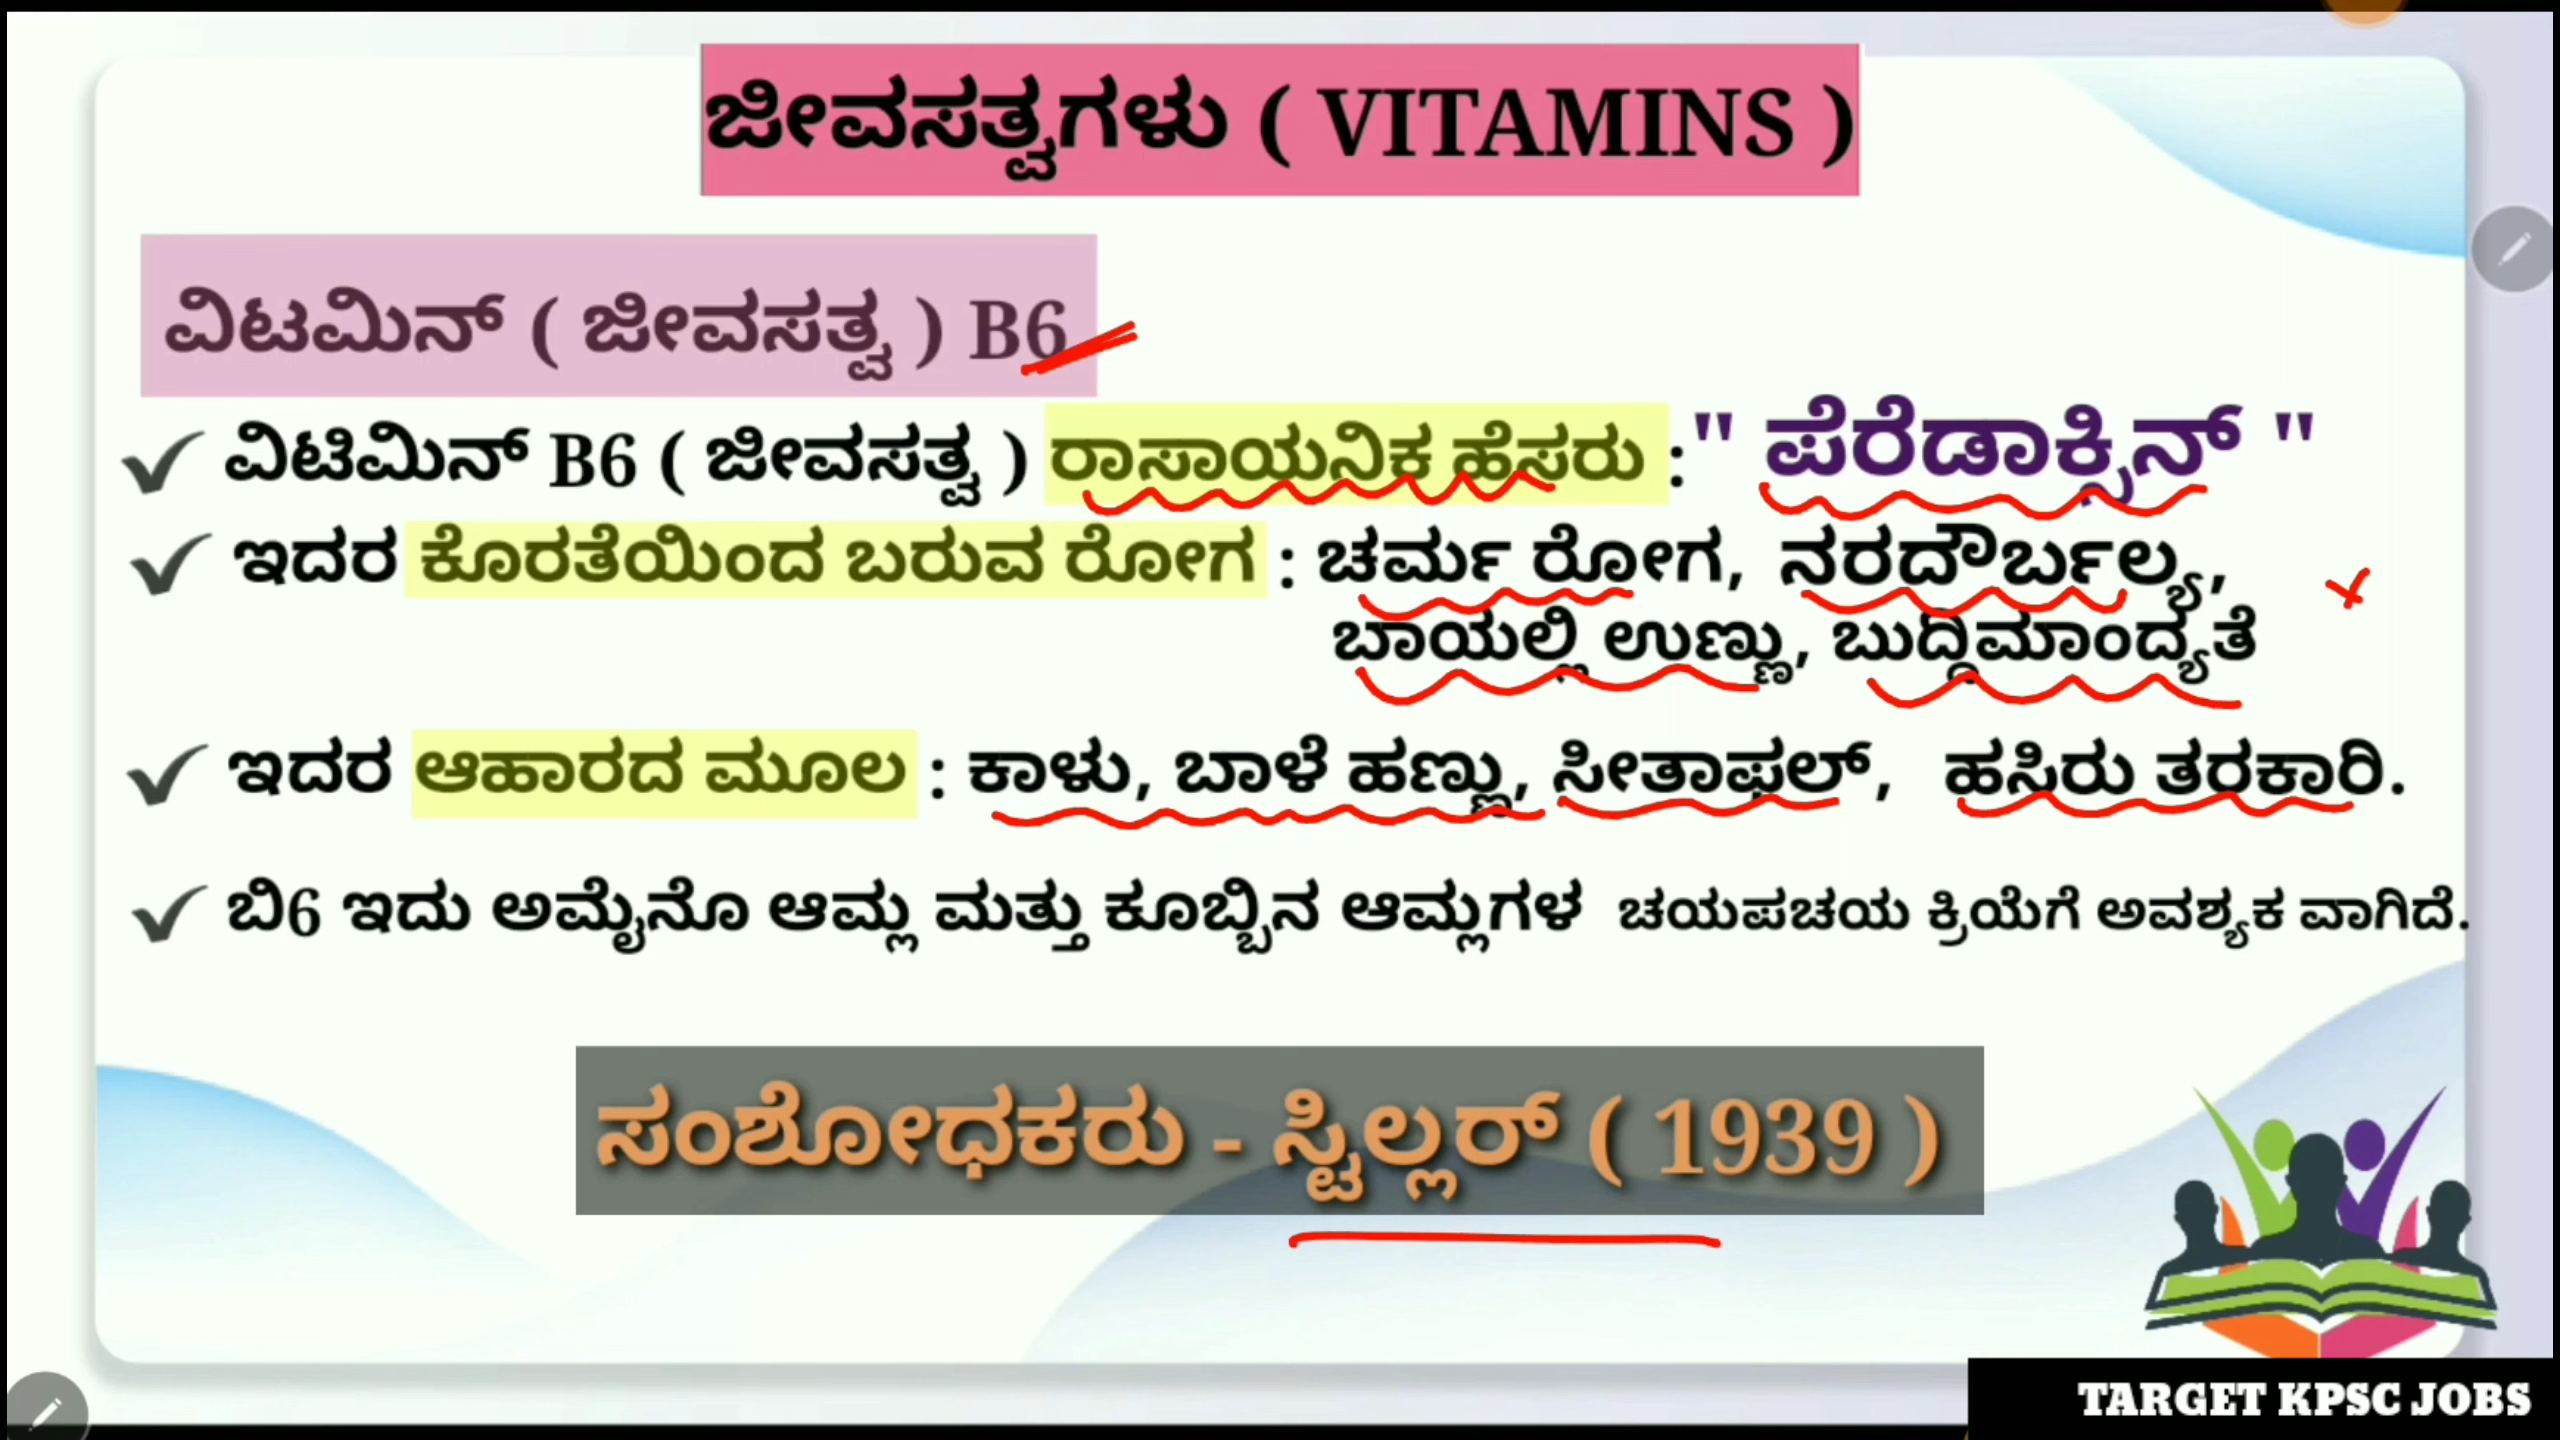 ಜೀವಸತ್ವಗಳು ( VITAMINS )
ವಿಟಮಿನ್ ( ಜೀವಸತ್ವ ) B6
ವಿಟಿಮಿನ್ B6 ( ಜೀವಸತ್ವ ) ರಾಸಾಯನಿಕ ಹೆಸರು : " ಪೆರೆಡಾಕ್ಸಿನ್ "
ಇದರ ಕೊರತೆಯಿಂದ ಬರುವ ರೋಗ : ಚರ್ಮ ರೋಗ, ನರದೌರ್ಬಲ್ಯ,
ಬಾಯಲ್ಲಿ ಉಣ್ಣು, ಬುದ್ದಿಮಾಂದ್ಯತೆ
ಇದರ ಆಹಾರದ ಮೂಲ : ಕಾಳು, ಬಾಳೆ ಹಣ್ಣು, ಸೀತಾಫಲ್, ಹಸಿರು ತರಕಾರಿ.
ಬಿ6 ಇದು ಅಮೈನೊ ಆಮ್ಲ ಮತ್ತು ಕೂಬ್ಬಿನ ಆಮ್ಲಗಳ ಚಯಪಚಯ ಕ್ರಿಯೆಗೆ ಅವಶ್ಯಕ ವಾಗಿದೆ.
ಸಂಶೋಧಕರು - ಸ್ಟಿಲ್ಲರ್ ( 1939 )
TARGET KPSC JOBS